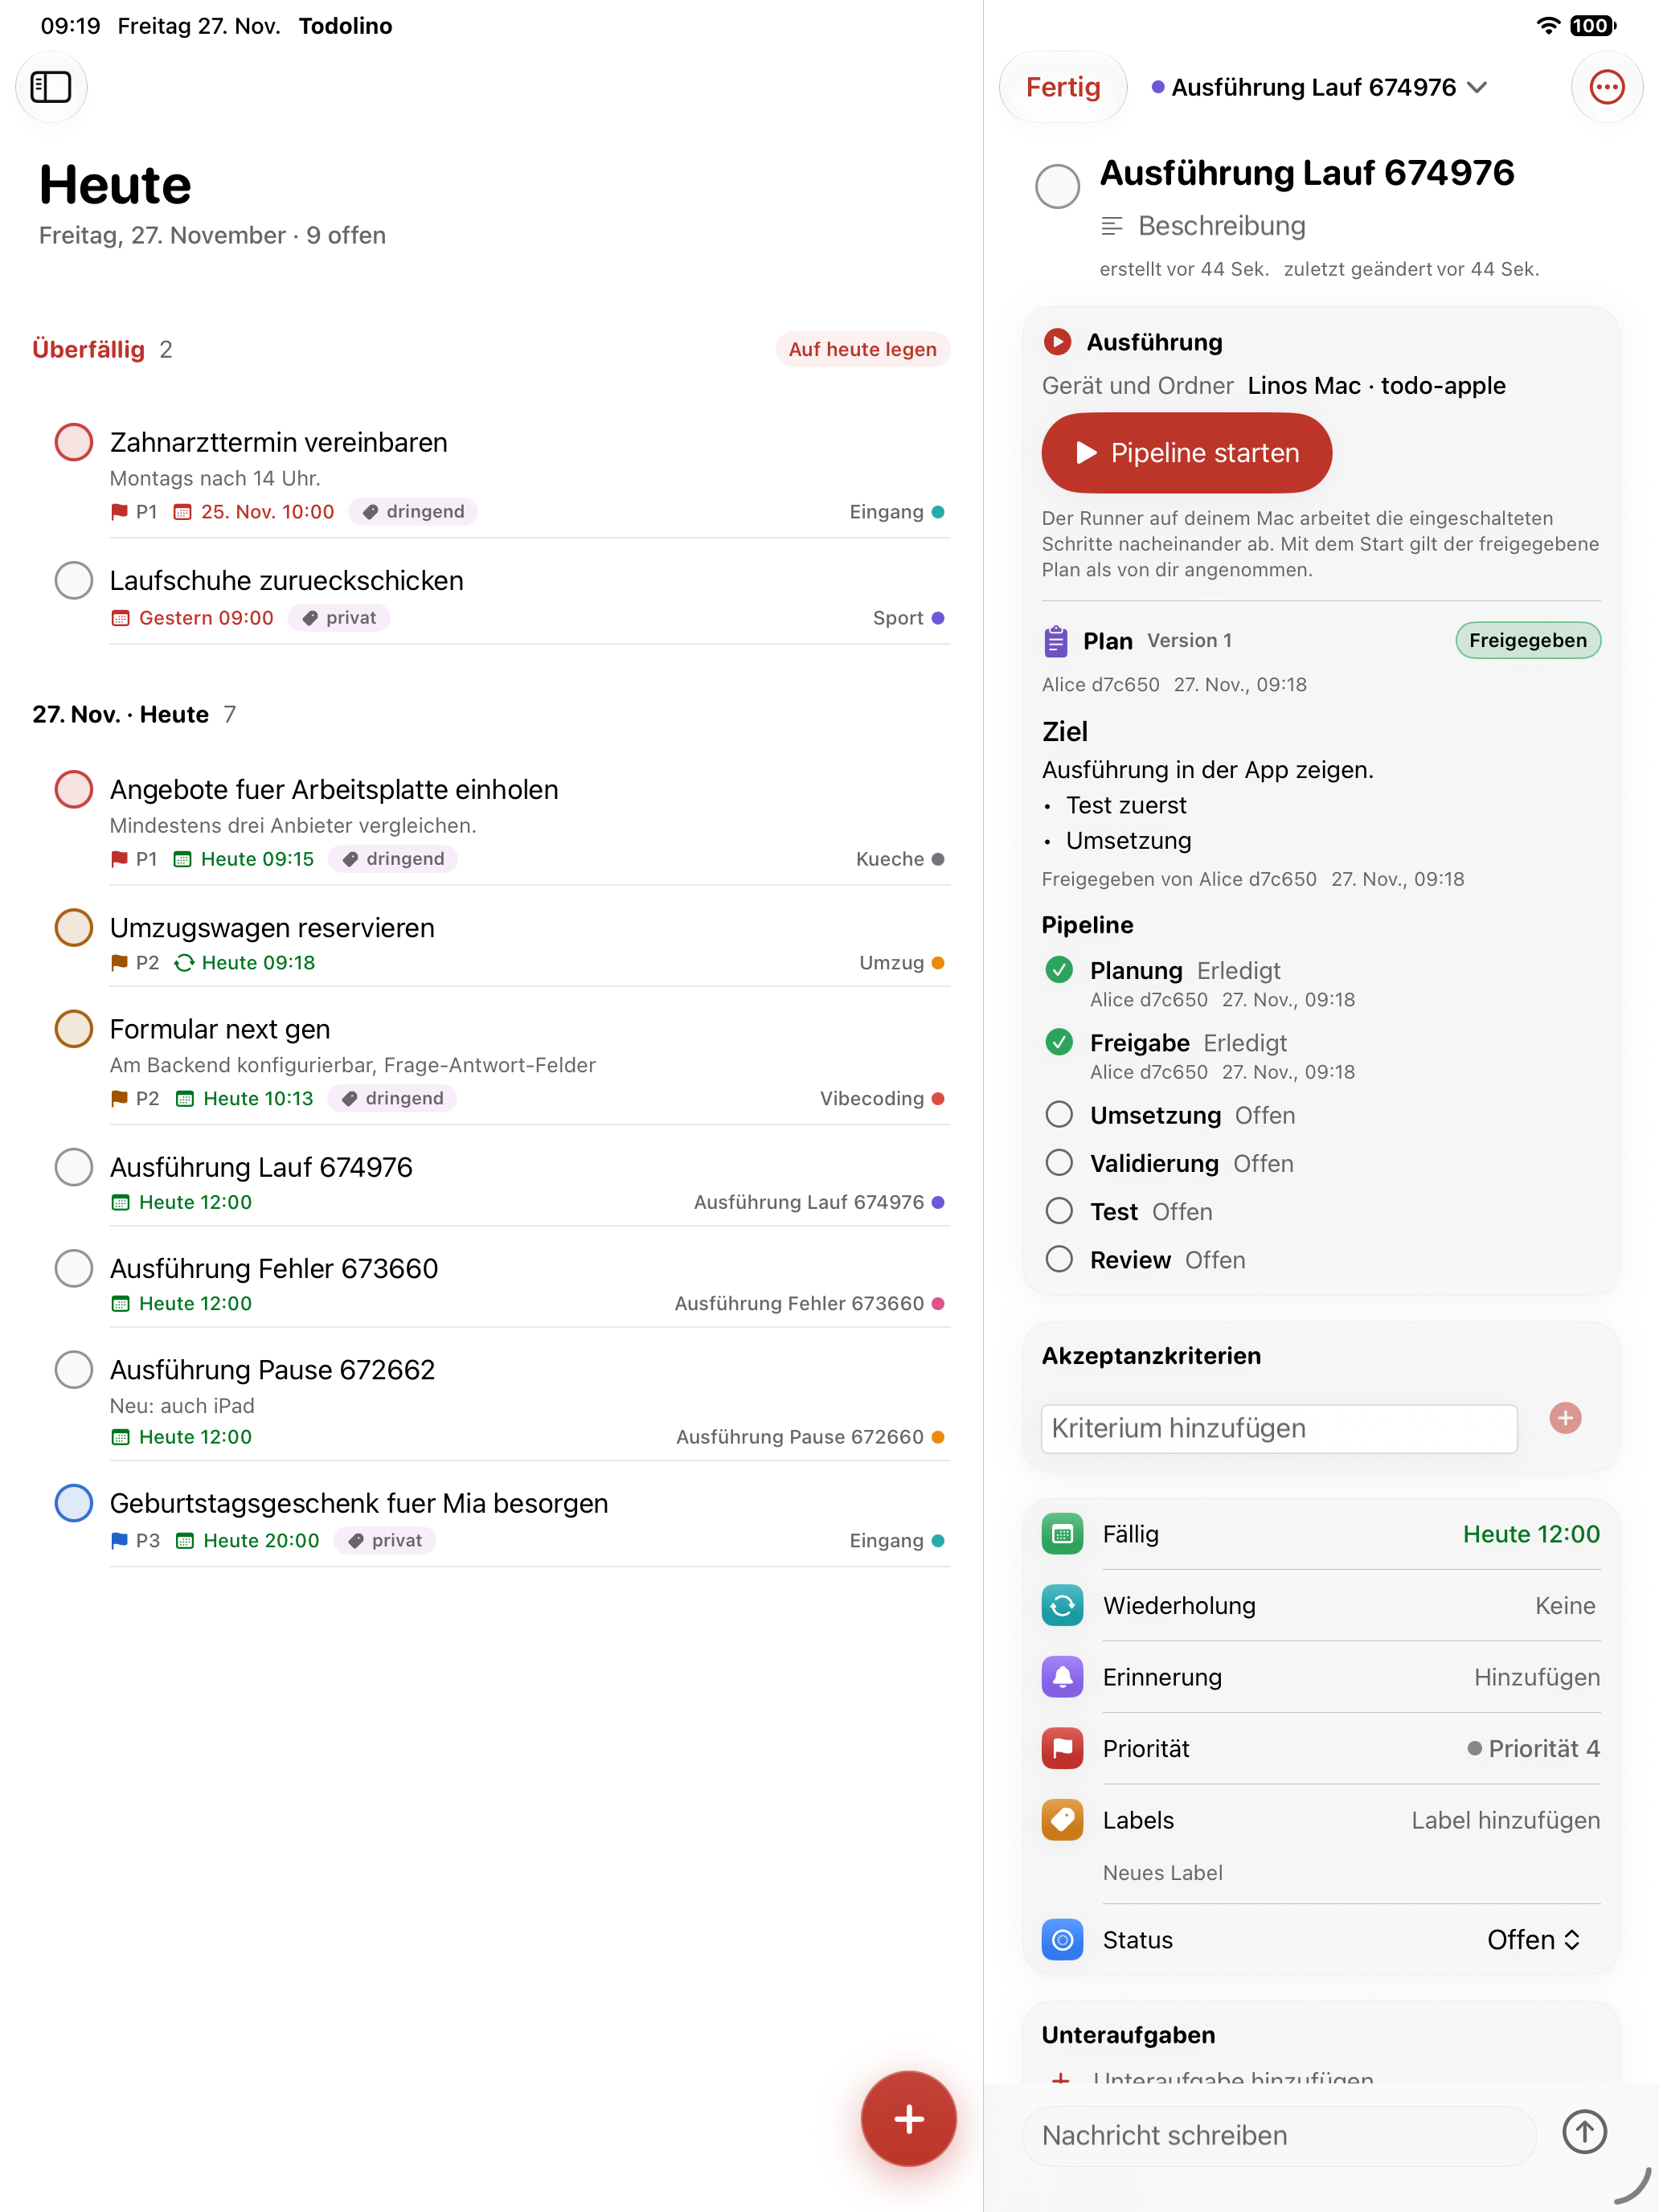 09:19 Freitag 27. Nov. Todolino
100
Heute
Freitag, 27. November · 9 offen
Überfällig 2
Auf heute legen
Zahnarzttermin vereinbaren
Montags nach 14 Uhr.
P1 25. Nov. 10:00 dringend Eingang
Laufschuhe zurueckschicken
Gestern 09:00 privat Sport
27. Nov. · Heute 7
Angebote fuer Arbeitsplatte einholen
Mindestens drei Anbieter vergleichen.
P1 Heute 09:15 dringend Kueche
Umzugswagen reservieren
P2 Heute 09:18 Umzug
Formular next gen
Am Backend konfigurierbar, Frage-Antwort-Felder
P2 Heute 10:13 dringend Vibecoding
Ausführung Lauf 674976
Heute 12:00 Ausführung Lauf 674976
Ausführung Fehler 673660
Heute 12:00 Ausführung Fehler 673660
Ausführung Pause 672662
Neu: auch iPad
Heute 12:00 Ausführung Pause 672660
Geburtstagsgeschenk fuer Mia besorgen
P3 Heute 20:00 privat Eingang
Fertig
Ausführung Lauf 674976
Ausführung Lauf 674976
Beschreibung
erstellt vor 44 Sek. zuletzt geändert vor 44 Sek.
Ausführung
Gerät und Ordner Linos Mac · todo-apple
Pipeline starten
Der Runner auf deinem Mac arbeitet die eingeschalteten
Schritte nacheinander ab. Mit dem Start gilt der freigegebene
Plan als von dir angenommen.
Plan Version 1 Freigegeben
Alice d7c650 27. Nov., 09:18
Ziel
Ausführung in der App zeigen.
• Test zuerst
• Umsetzung
Freigegeben von Alice d7c650 27. Nov., 09:18
Pipeline
Planung Erledigt
Alice d7c650 27. Nov., 09:18
Freigabe Erledigt
Alice d7c650 27. Nov., 09:18
Umsetzung Offen
Validierung Offen
Test Offen
Review Offen
Akzeptanzkriterien
Kriterium hinzufügen
Fällig Heute 12:00
Wiederholung Keine
Erinnerung Hinzufügen
Priorität Priorität 4
Labels Label hinzufügen
Neues Label
Status Offen
Unteraufgaben
Unteraufgabe hinzufügen
Nachricht schreiben